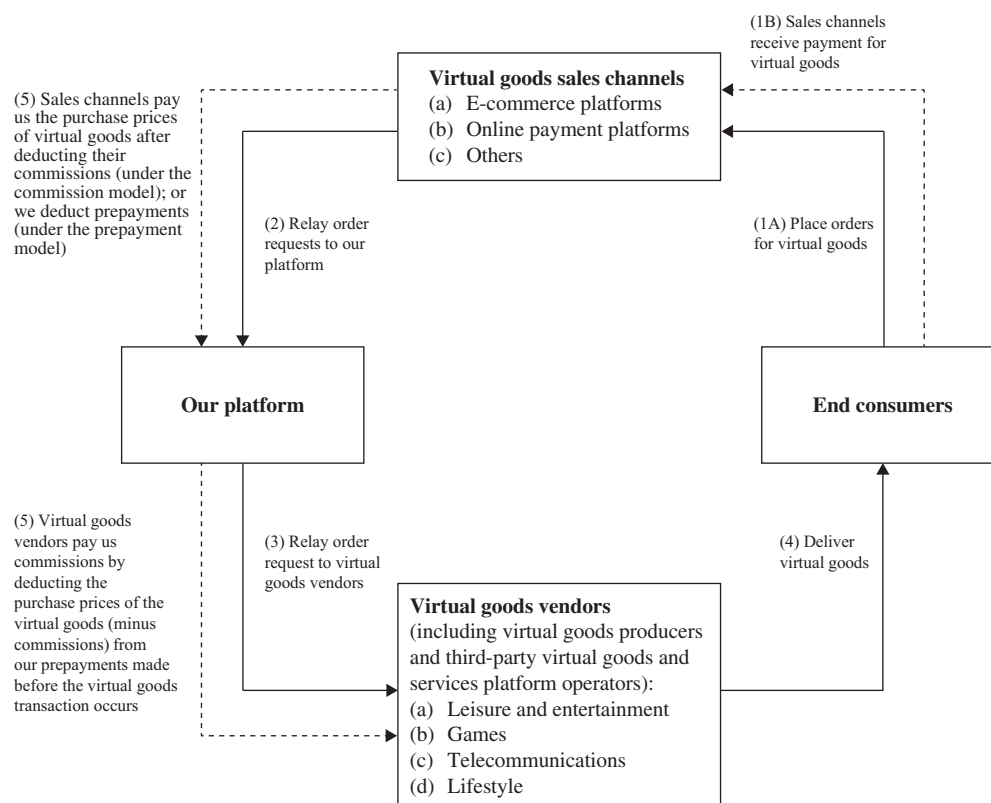 (1B) Sales channels
receive payment for
virtual goods
Virtual goods sales channels
(a) E-commerce platforms
(b) Online payment platforms
(c) Others
(5) Sales channels pay
us the purchase prices
of virtual goods after
deducting their
commissions (under the
commission model); or
we deduct prepayments
(under the prepayment
model)
(2) Relay order
requests to our
platform
(1A) Place orders
for virtual goods
Our platform
End consumers
(5) Virtual goods
vendors pay us
commissions by
deducting the
purchase prices of the
virtual goods (minus
commissions) from
our prepayments made
before the virtual goods
transaction occurs
(3) Relay order
request to virtual
goods vendors
(4) Deliver
virtual goods
Virtual goods vendors
(including virtual goods producers
and third-party virtual goods and
services platform operators):
(a) Leisure and entertainment
(b) Games
(c) Telecommunications
(d) Lifestyle